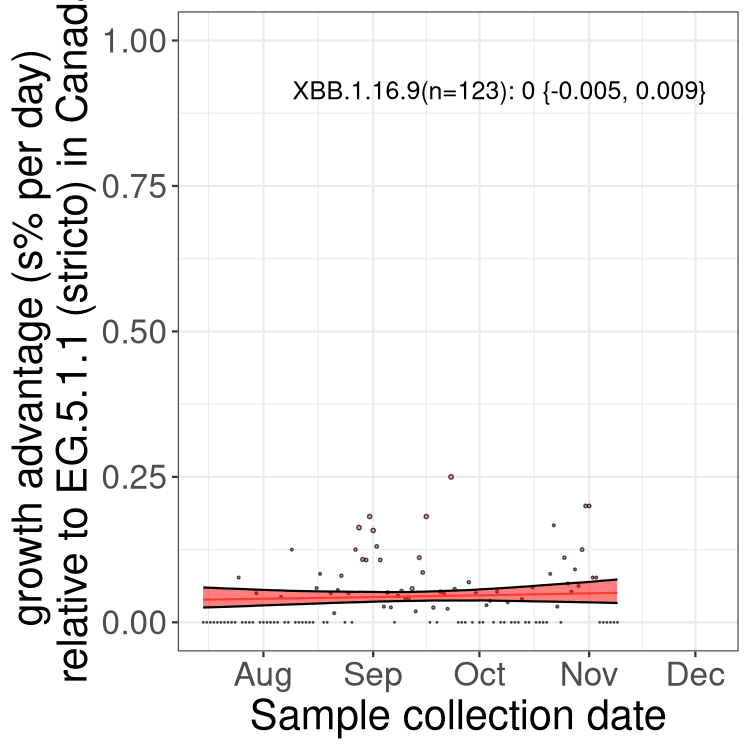 growth advantage (s% per day)
relative to EG.5.1.1 (stricto) in Canada
1.00
0.75
0.50
0.25
0.00
XBB.1.16.9(n=123): 0 {-0.005, 0.009}
Aug Sep Oct Nov Dec
Sample collection date